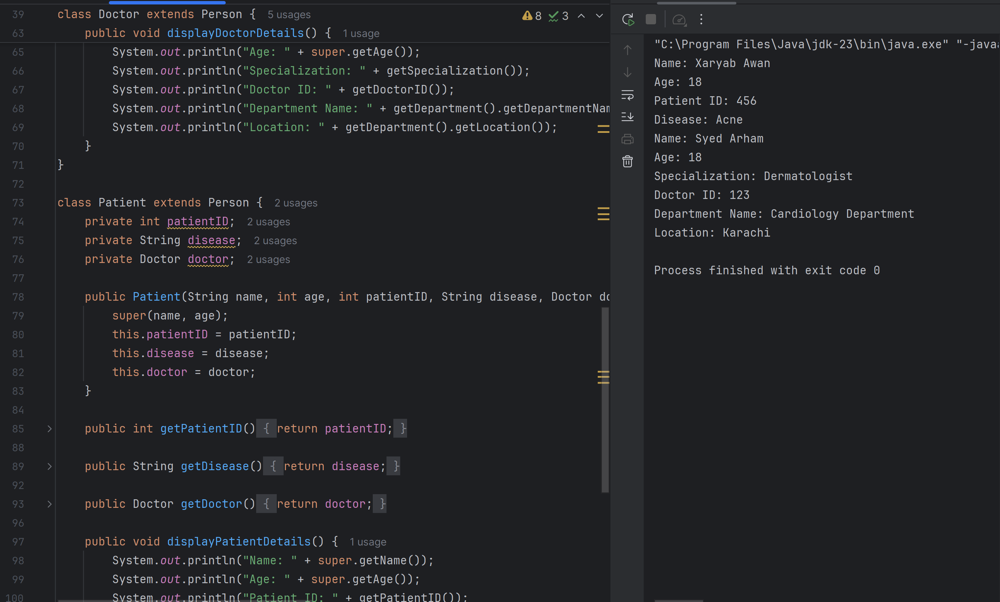 39 class Doctor extends Person { 5 usages
8 3
63 public void displayDoctorDetails() { 1 usage
65 System.out.println("Age: " + super.getAge());
66 System.out.println("Specialization: " + getSpecialization());
67 System.out.println("Doctor ID: " + getDoctorID());
68 System.out.println("Department Name: " + getDepartment().getDepartmentNam
69 System.out.println("Location: " + getDepartment().getLocation());
70 }
71 }
72
73 class Patient extends Person { 2 usages
74 private int patientID; 2 usages
75 private String disease; 2 usages
76 private Doctor doctor; 2 usages
77
78 public Patient(String name, int age, int patientID, String disease, Doctor do
79 super(name, age);
80 this.patientID = patientID;
81 this.disease = disease;
82 this.doctor = doctor;
83 }
84
85 public int getPatientID() { return patientID; }
88
89 public String getDisease() { return disease; }
92
93 public Doctor getDoctor() { return doctor; }
96
97 public void displayPatientDetails() { 1 usage
98 System.out.println("Name: " + super.getName());
99 System.out.println("Age: " + super.getAge());
100 System.out.println("Patient ID: " + getPatientID());
"C:\Program Files\Java\jdk-23\bin\java.exe" "-java
Name: Xaryab Awan
Age: 18
Patient ID: 456
Disease: Acne
Name: Syed Arham
Age: 18
Specialization: Dermatologist
Doctor ID: 123
Department Name: Cardiology Department
Location: Karachi
Process finished with exit code 0